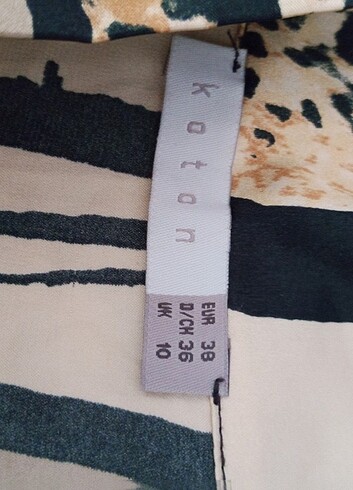 koton
EUR 38
D/CH 36
UK 10